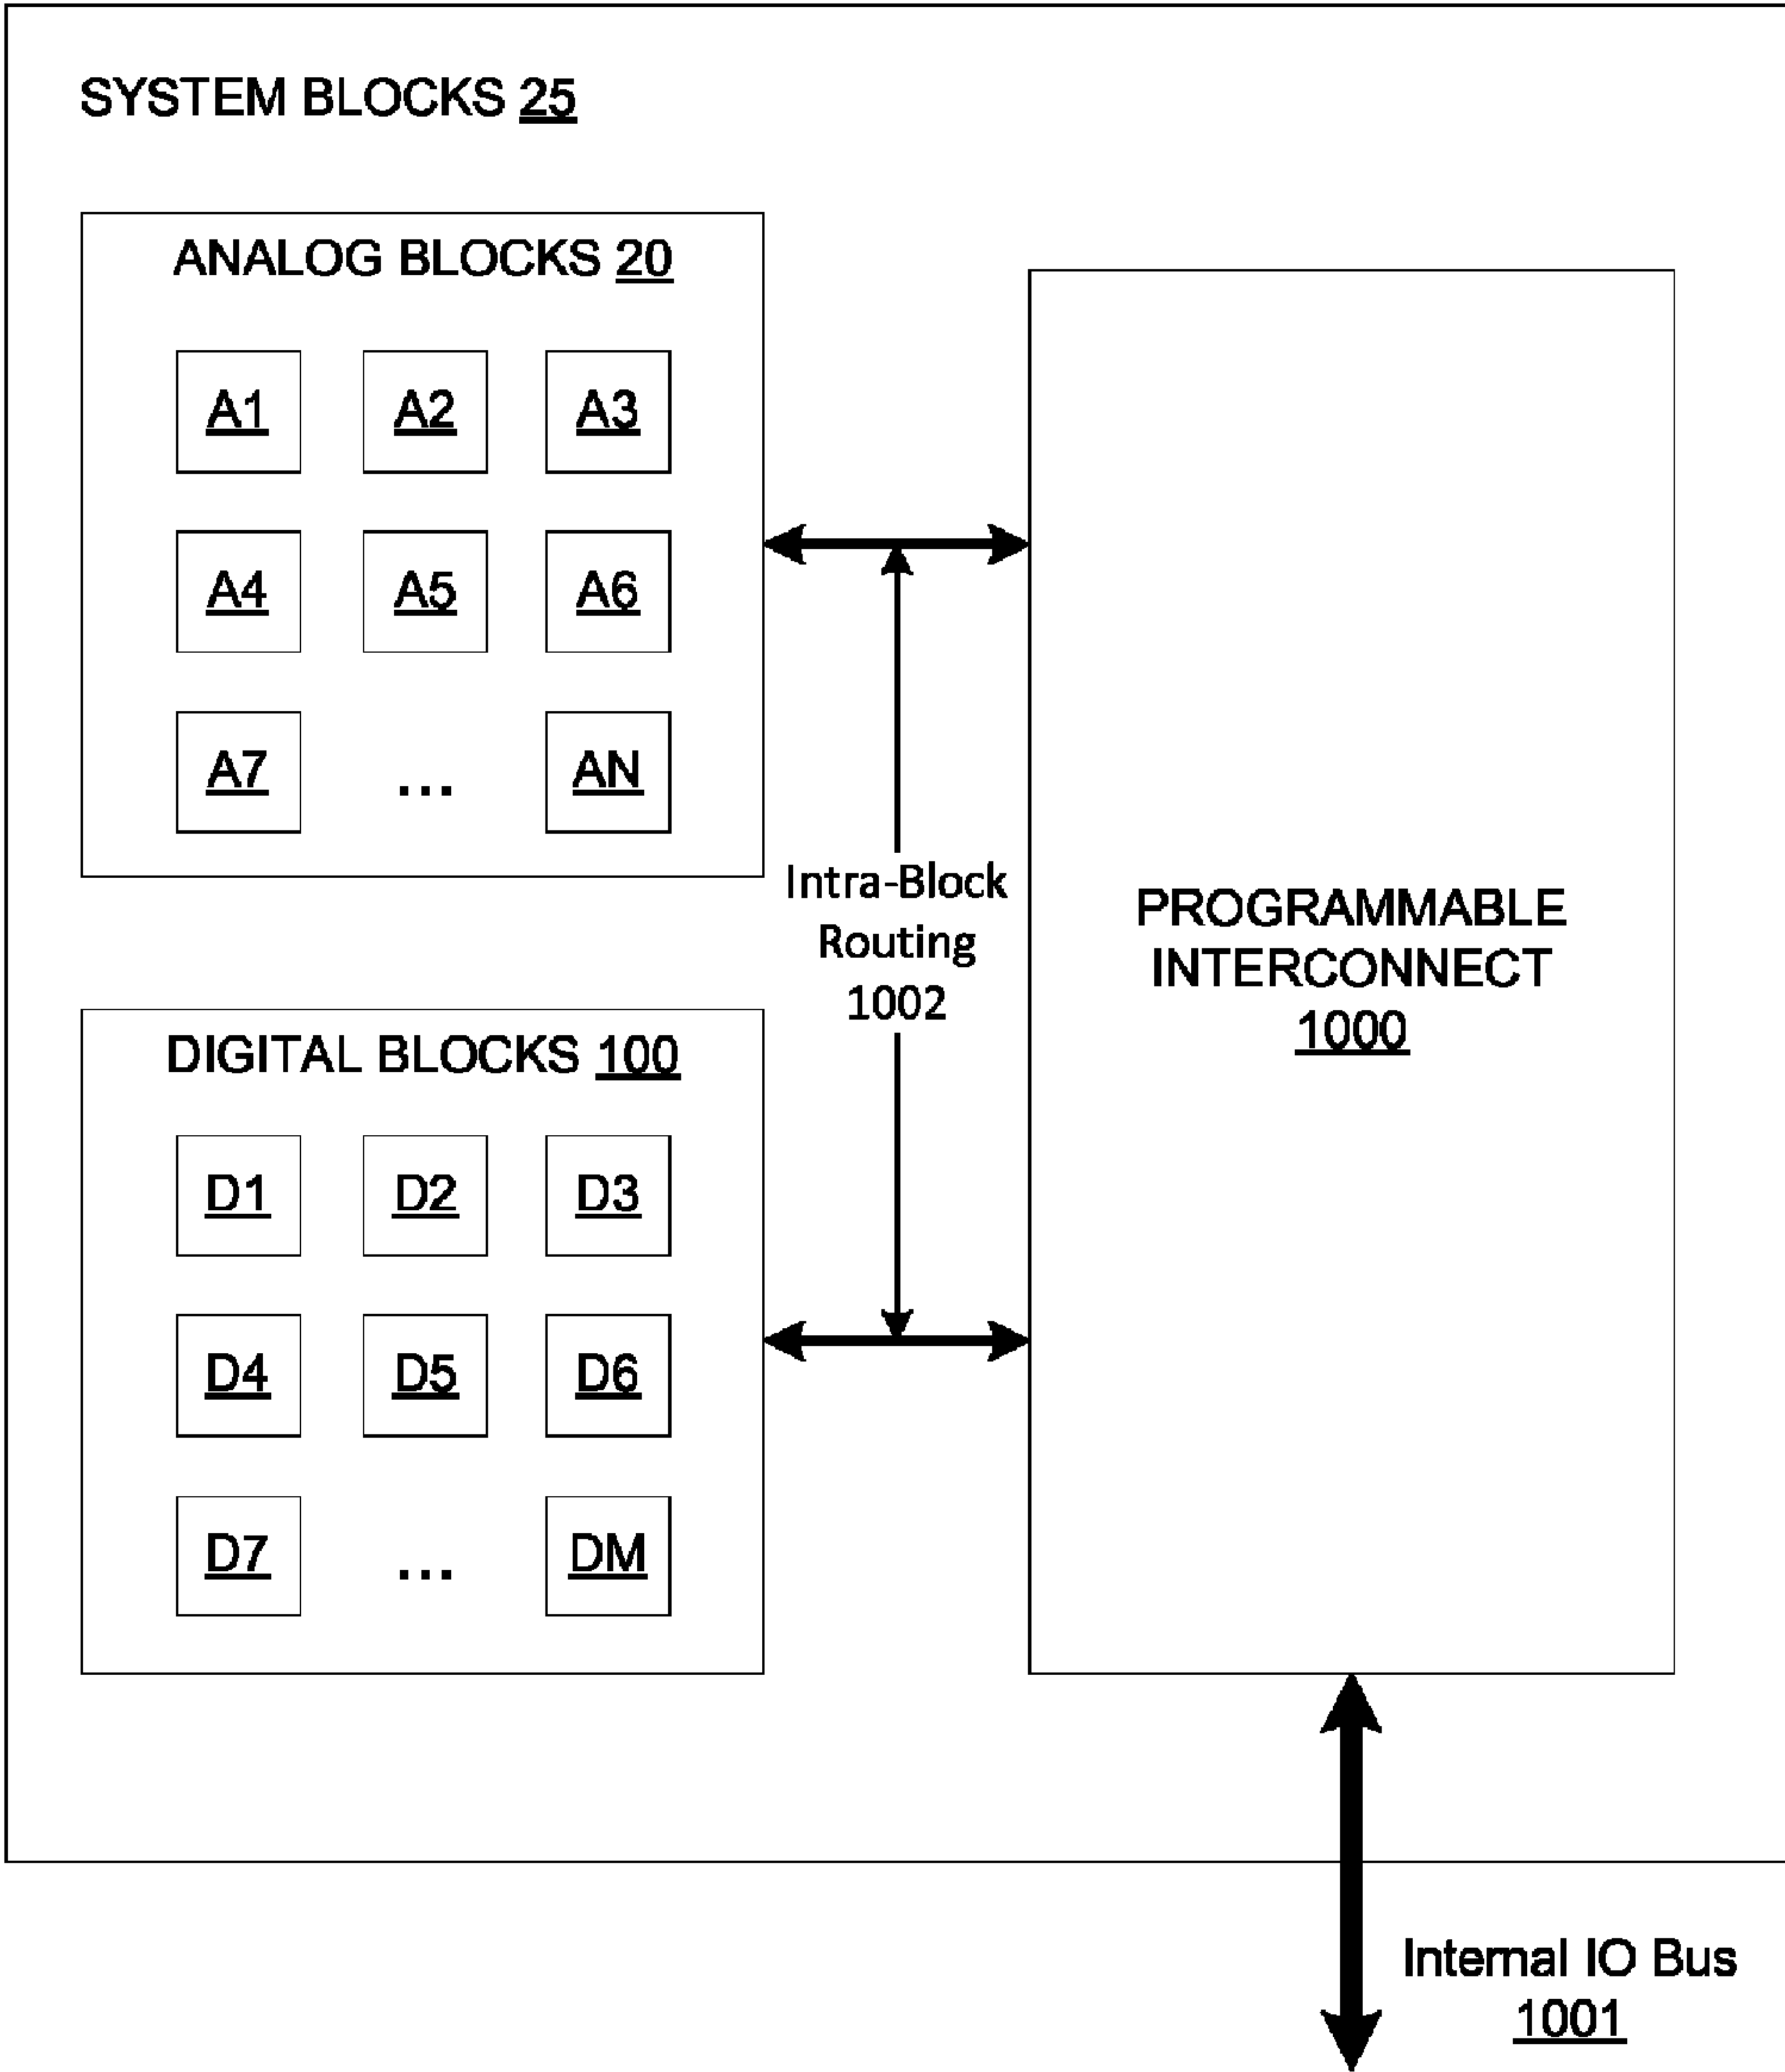 SYSTEM BLOCKS 25
ANALOG BLOCKS 20
A1 A2 A3
A4 A5 A6
A7 ... AN
Intra-Block
Routing
1002
PROGRAMMABLE
INTERCONNECT
1000
DIGITAL BLOCKS 100
D1 D2 D3
D4 D5 D6
D7 ... DM
Internal IO Bus
1001